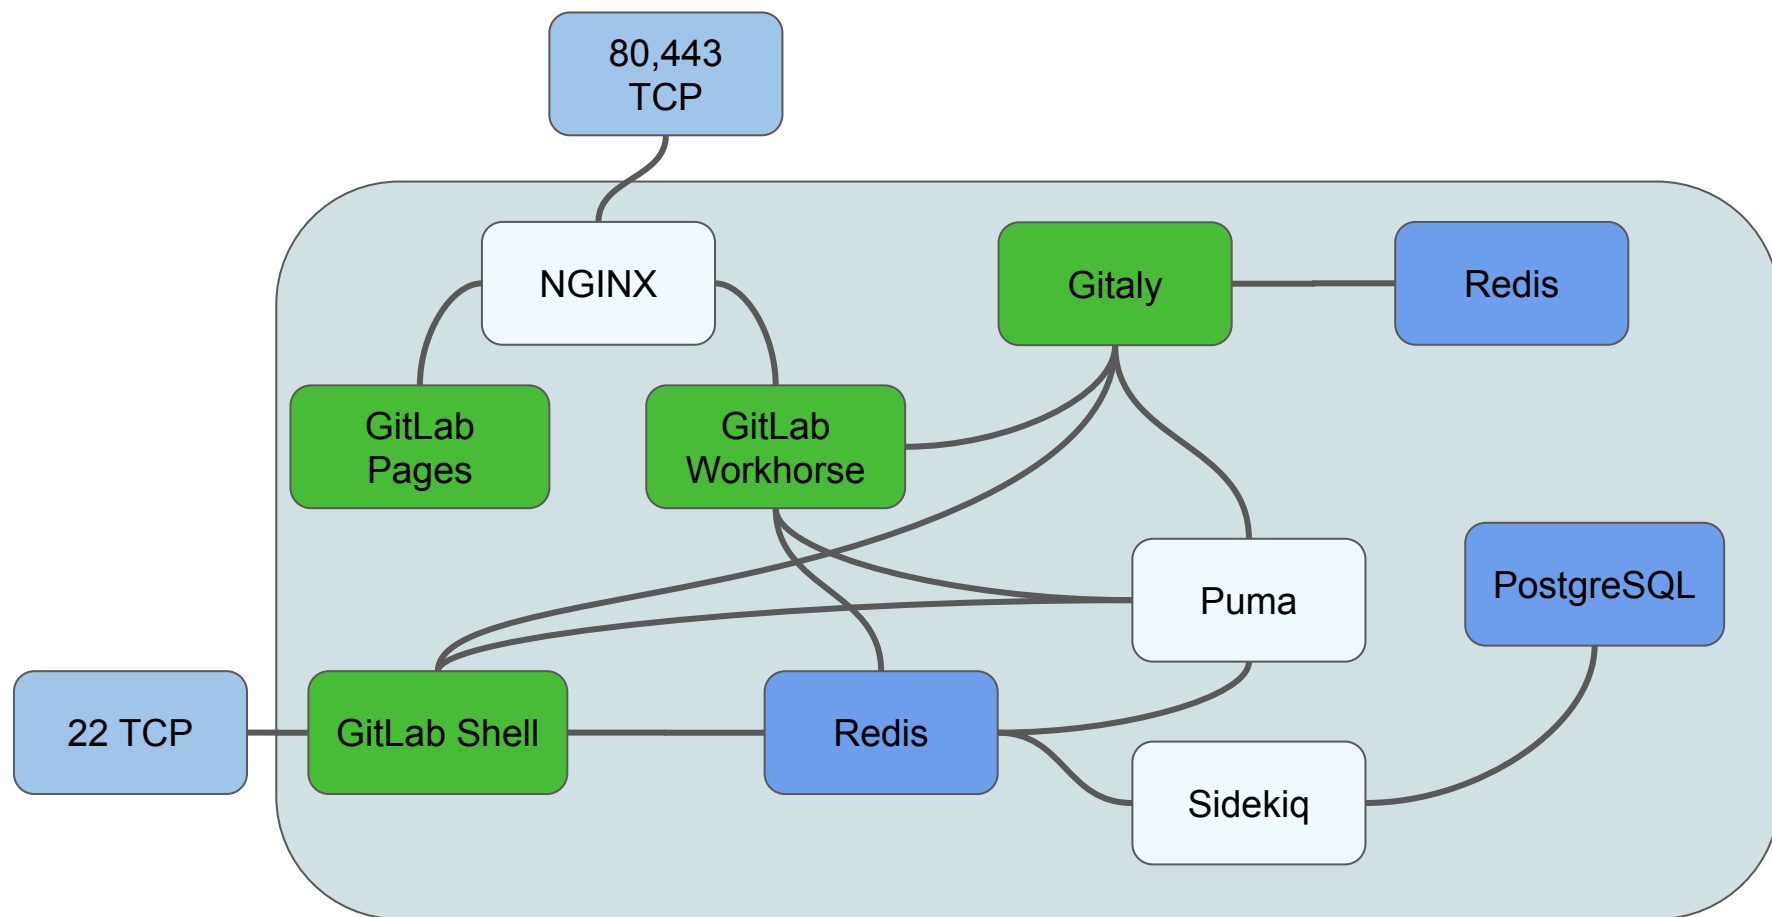 80,443
TCP
NGINX
Gitaly
Redis
GitLab
Pages
GitLab
Workhorse
Puma
PostgreSQL
22 TCP
GitLab Shell
Redis
Sidekiq